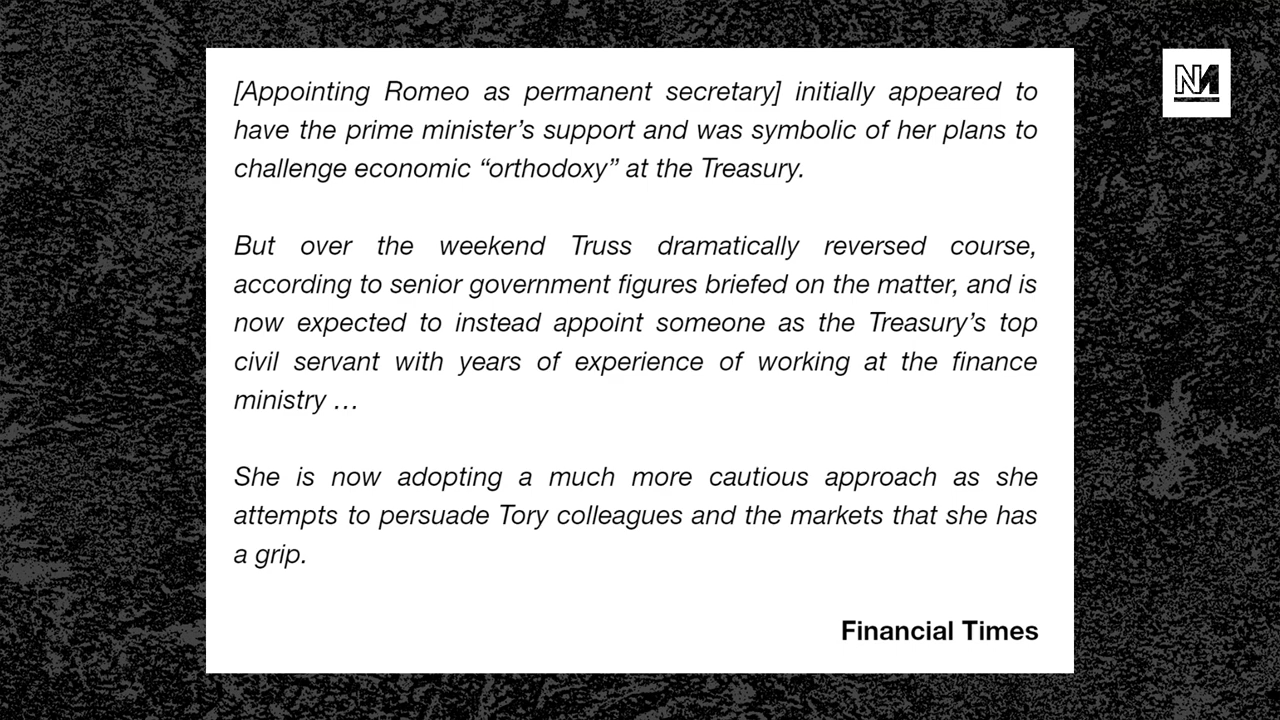 [Appointing Romeo as permanent secretary] initially appeared to
have the prime minister’s support and was symbolic of her plans to
challenge economic “orthodoxy” at the Treasury.
But over the weekend Truss dramatically reversed course,
according to senior government figures briefed on the matter, and is
now expected to instead appoint someone as the Treasury’s top
civil servant with years of experience of working at the finance
ministry …
She is now adopting a much more cautious approach as she
attempts to persuade Tory colleagues and the markets that she has
a grip.
Financial Times
NM